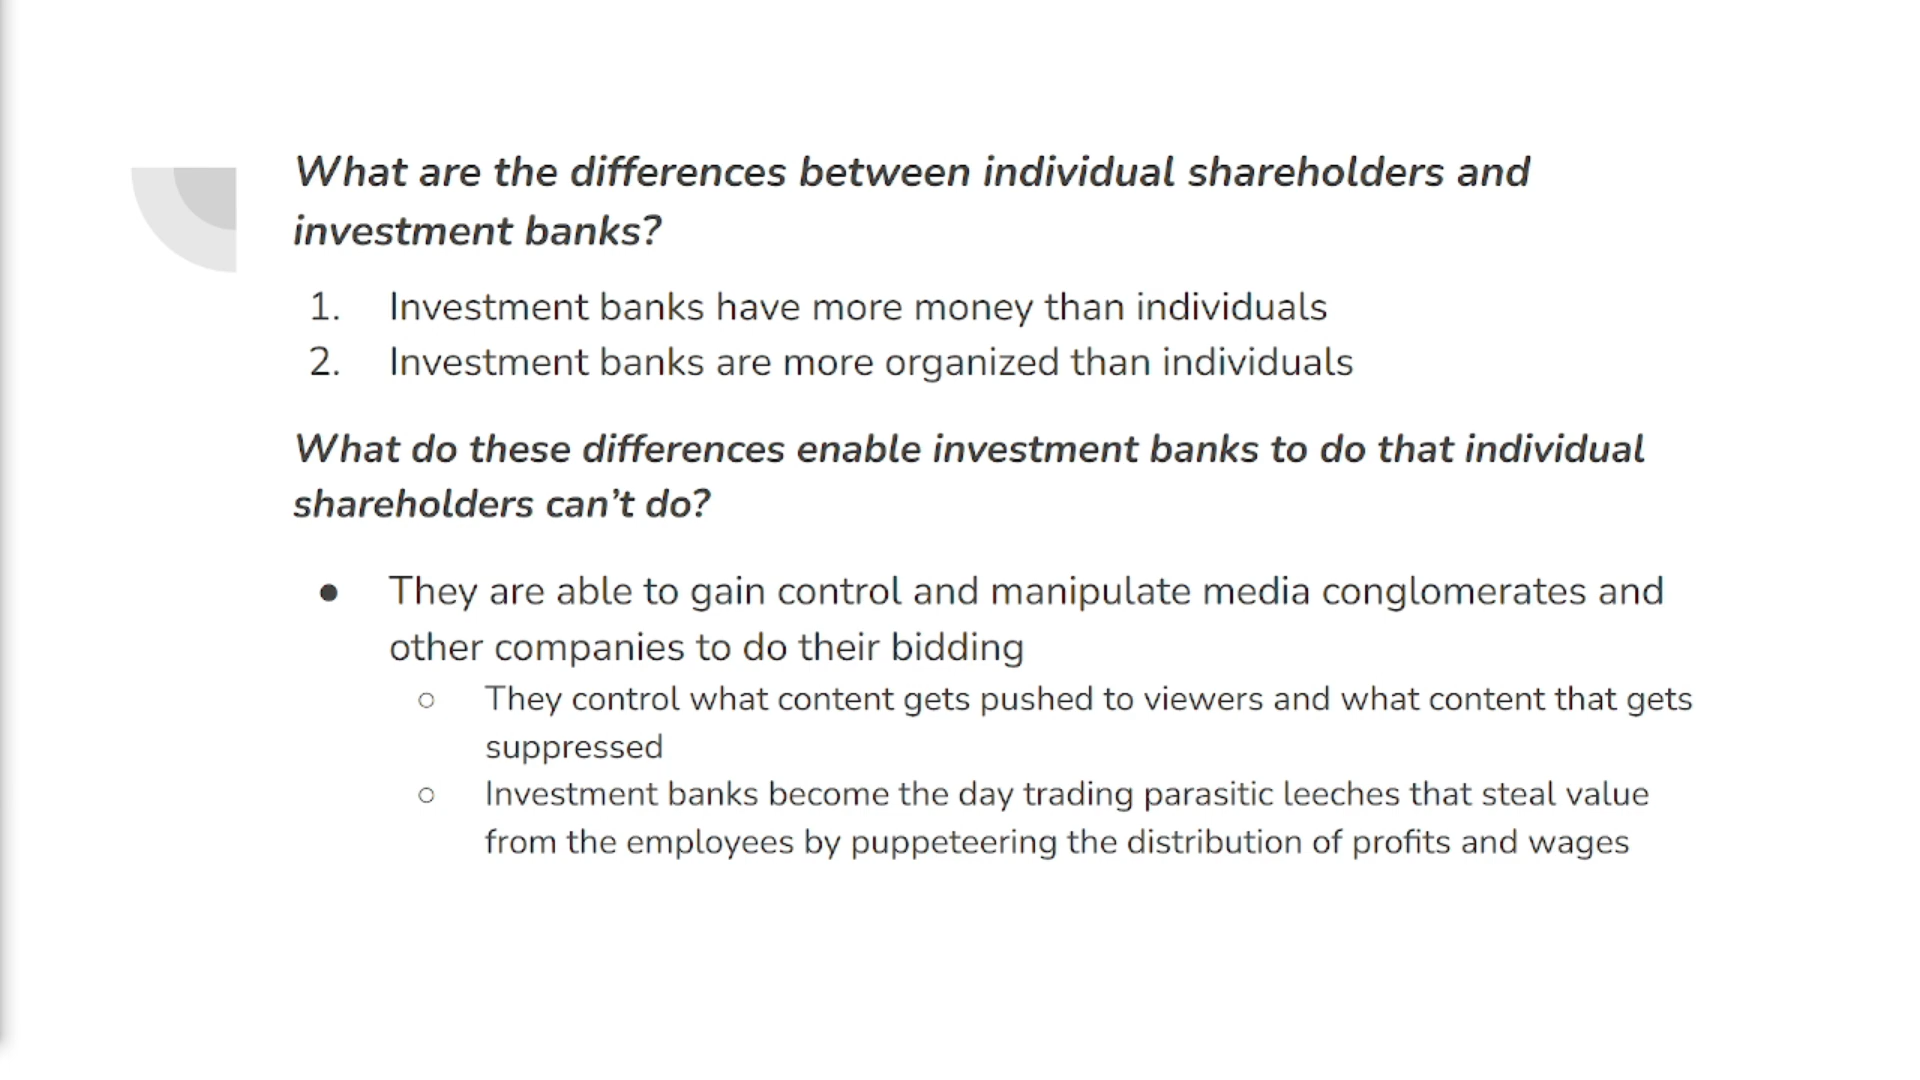 What are the differences between individual shareholders and
investment banks?
1. Investment banks have more money than individuals
2. Investment banks are more organized than individuals
What do these differences enable investment banks to do that individual
shareholders can’t do?
● They are able to gain control and manipulate media conglomerates and
other companies to do their bidding
○ They control what content gets pushed to viewers and what content that gets
suppressed
○ Investment banks become the day trading parasitic leeches that steal value
from the employees by puppeteering the distribution of profits and wages